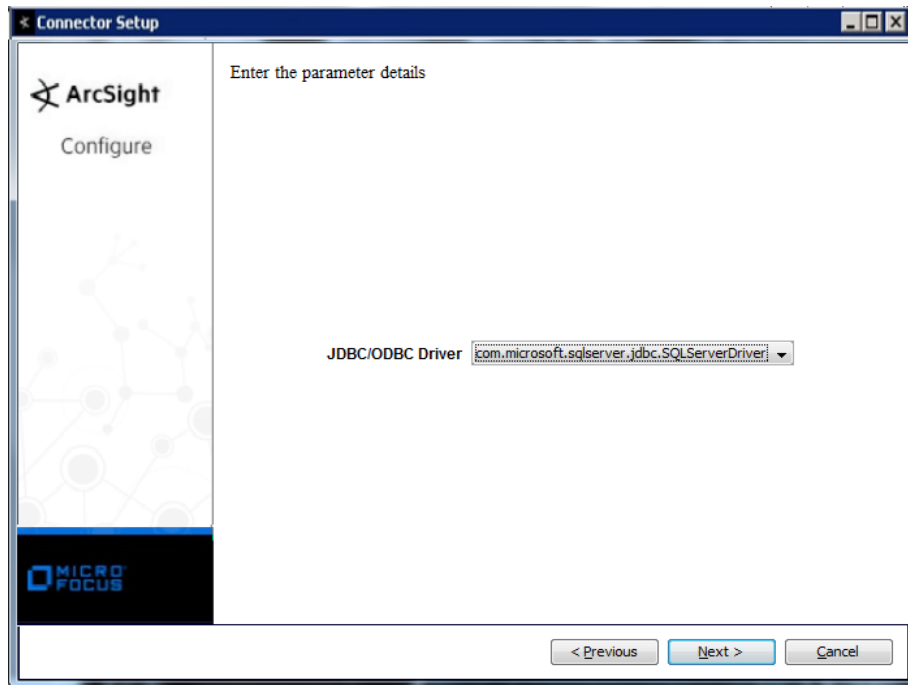 Connector Setup
ArcSight
Configure
Enter the parameter details
JDBC/ODBC Driver com.microsoft.sqlserver.jdbc.SQLServerDriver
MICRO
FOCUS
< Previous Next > Cancel